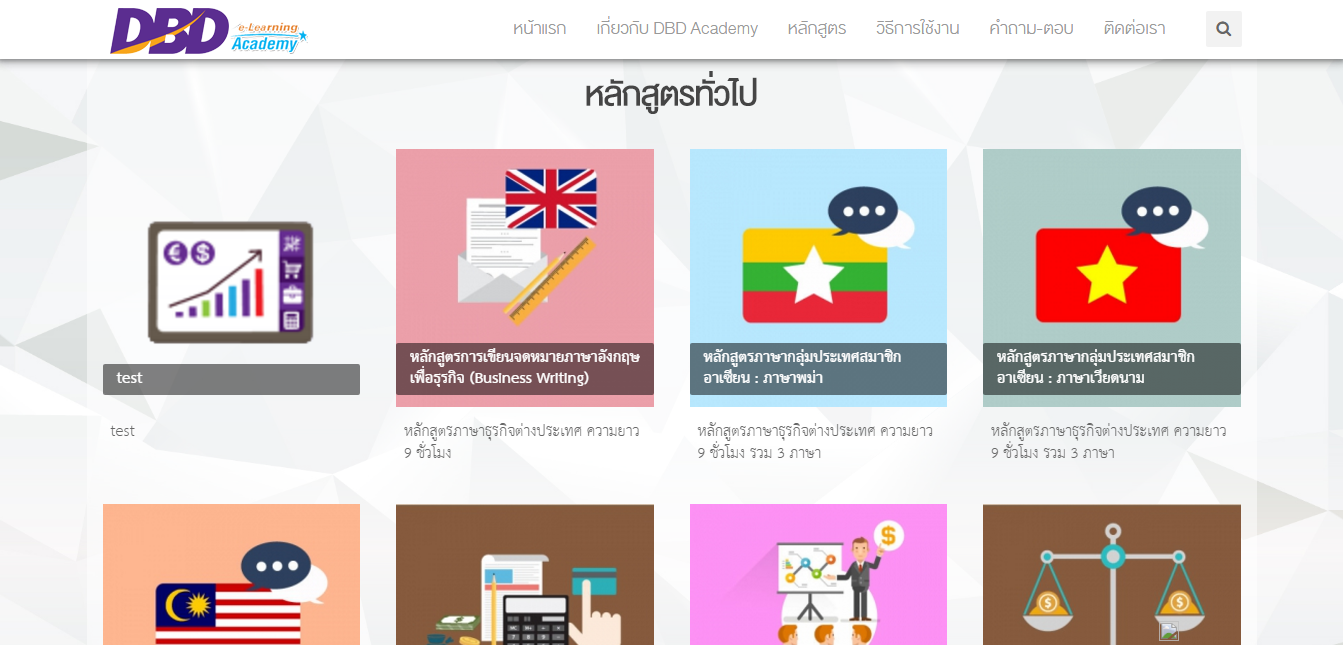 DBD e-Learning Academy
หน้าแรก เกี่ยวกับ DBD Academy หลักสูตร วิธีการใช้งาน คำถาม-ตอบ ติดต่อเรา
หลักสูตรทั่วไป
test
หลักสูตรการเขียนจดหมายภาษาอังกฤษ
เพื่อธุรกิจ (Business Writing)
หลักสูตรภาษากลุ่มประเทศสมาชิก
อาเซียน : ภาษาพม่า
หลักสูตรภาษากลุ่มประเทศสมาชิก
อาเซียน : ภาษาเวียดนาม
test
หลักสูตรภาษาธุรกิจต่างประเทศ ความยาว
9 ชั่วโมง
หลักสูตรภาษาธุรกิจต่างประเทศ ความยาว
9 ชั่วโมง รวม 3 ภาษา
หลักสูตรภาษาธุรกิจต่างประเทศ ความยาว
9 ชั่วโมง รวม 3 ภาษา